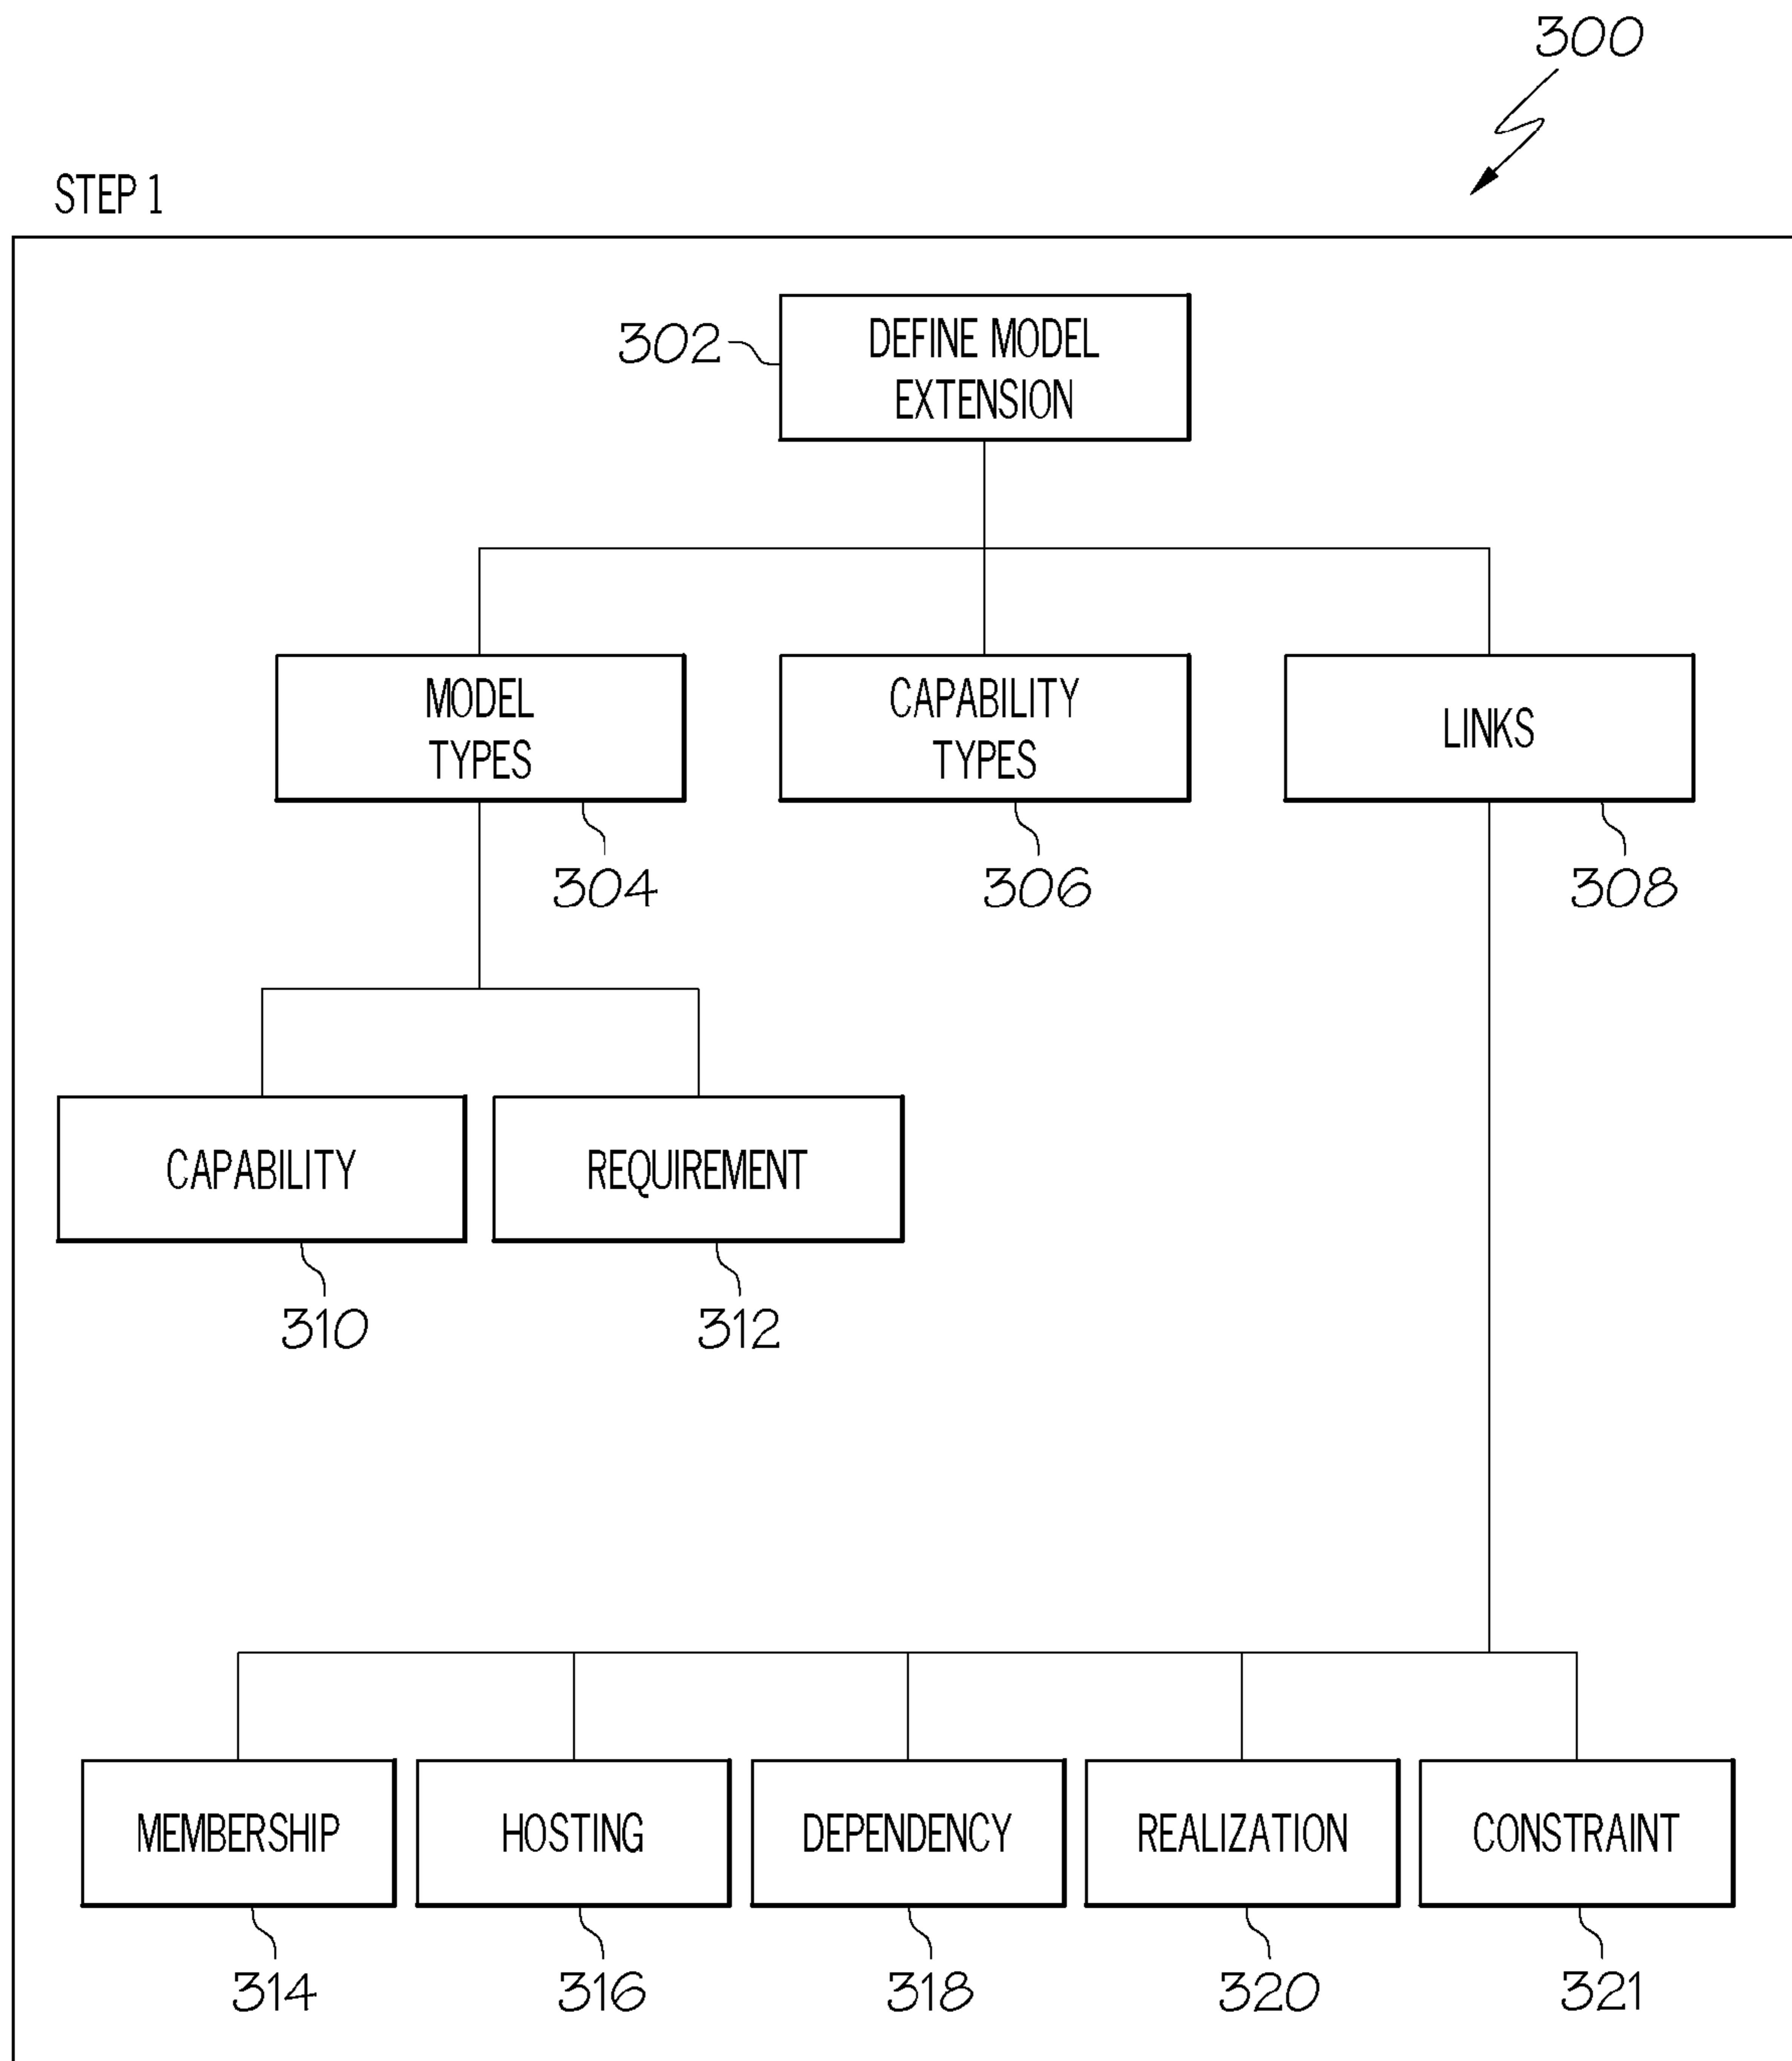 300
STEP 1
302
DEFINE MODEL
EXTENSION
MODEL
TYPES
CAPABILITY
TYPES
LINKS
304
306
308
CAPABILITY
REQUIREMENT
310
312
MEMBERSHIP
HOSTING
DEPENDENCY
REALIZATION
CONSTRAINT
314
316
318
320
321